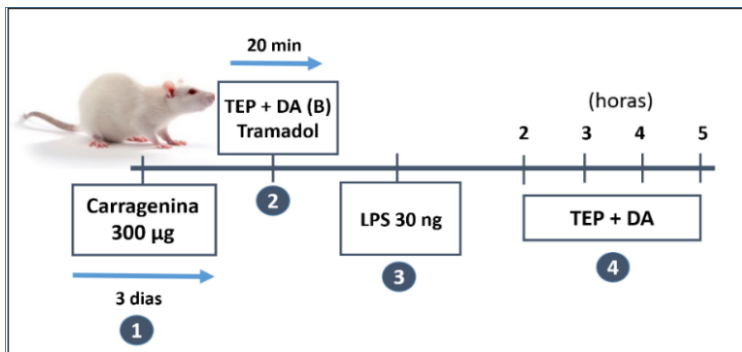 20 min
TEP + DA (B)
Tramadol
(horas)
2 3 4 5
Carragenina
300 µg
2
LPS 30 ng
TEP + DA
3
4
3 dias
1